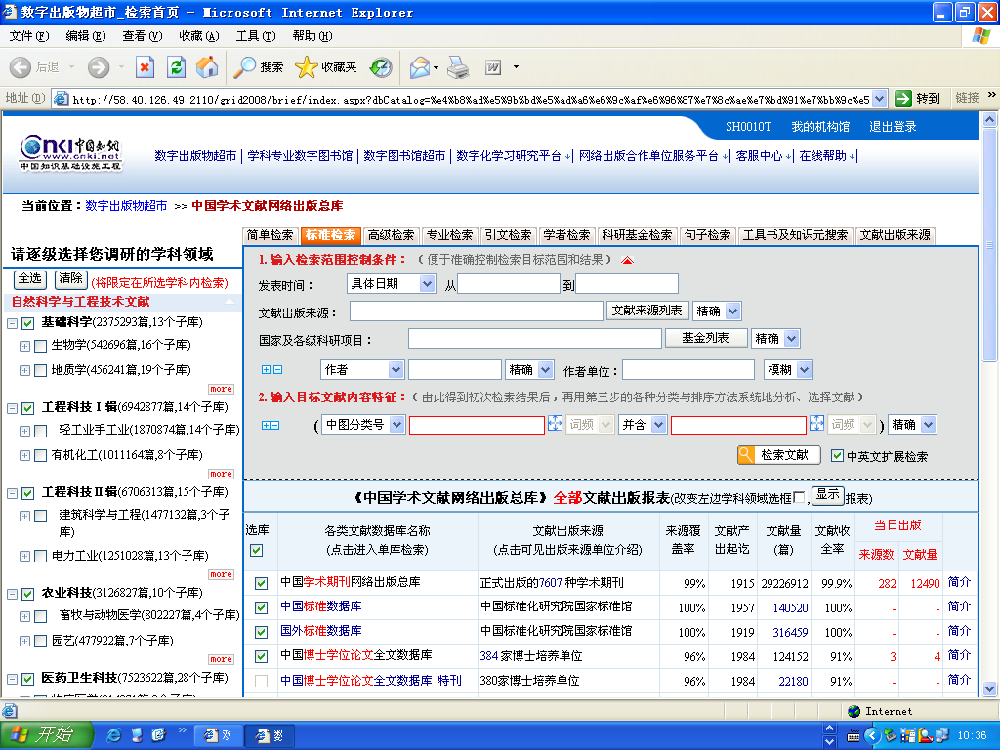 数字出版物超市_检索首页 - Microsoft Internet Explorer
文件(F) 编辑(E) 查看(V) 收藏(A) 工具(T) 帮助(H)
后退 搜索 收藏夹
地址(D) http://58.40.126.49:2110/grid2008/brief/index.aspx?dbCatalog=%e4%b8%ad%e5%9b%bd%e5%ad%a6%e6%9c%af%e6%96%87%e7%8c%ae%e7%bd%91%e7%bb%9c%e5 转到 链接 »
SH0010T 我的机构馆 退出登录
cnki 中国知网
www.cnki.net
中国知识基础设施工程
数字出版物超市 | 学科专业数字图书馆 | 数字图书馆超市 | 数字化学习研究平台↓ | 网络出版合作单位服务平台↓ | 客服中心↓ | 在线帮助↓ |
当前位置：数字出版物超市 >> 中国学术文献网络出版总库
简单检索 标准检索 高级检索 专业检索 引文检索 学者检索 科研基金检索 句子检索 工具书及知识元搜索 文献出版来源
请逐级选择您调研的学科领域
全选 清除 (将限定在所选学科内检索)
自然科学与工程技术文献
基础科学(2375293篇,13个子库)
生物学(542696篇,16个子库)
地质学(456241篇,19个子库)
more
工程科技Ⅰ辑(6942877篇,14个子库)
轻工业手工业(1870874篇,14个子库)
有机化工(1011164篇,8个子库)
more
工程科技Ⅱ辑(6706313篇,15个子库)
建筑科学与工程(1477132篇,3个子
库)
电力工业(1251028篇,13个子库)
more
农业科技(3126827篇,10个子库)
畜牧与动物医学(802227篇,4个子库)
园艺(477922篇,7个子库)
more
医药卫生科技(7523622篇,28个子库)
1. 输入检索范围控制条件：（便于准确控制检索目标范围和结果）
发表时间： 具体日期 从 到
文献出版来源： 文献来源列表 精确
国家及各级科研项目： 基金列表 精确
作者 精确 作者单位： 模糊
2. 输入目标文献内容特征：（由此得到初次检索结果后，再用第三步的各种分类与排序方法系统地分析、选择文献）
( 中图分类号 词频 并含 词频 ) 精确
检索文献 中英文扩展检索
《中国学术文献网络出版总库》全部文献出版报表(改变左边学科领域选框 , 显示 报表)
选库 各类文献数据库名称 (点击进入单库检索) 文献出版来源 (点击可见出版来源单位介绍) 来源覆盖率 文献产出起讫 文献量(篇) 文献收全率 当日出版 来源数 文献量
中国学术期刊网络出版总库 正式出版的7607 种学术期刊 99% 1915 29226912 99.9% 282 12490 简介
中国标准数据库 中国标准化研究院国家标准馆 100% 1957 140520 100% - - 简介
国外标准数据库 中国标准化研究院国家标准馆 100% 1919 316459 100% - - 简介
中国博士学位论文全文数据库 384 家博士培养单位 96% 1984 124152 91% 3 4 简介
中国博士学位论文全文数据库_特刊 380家博士培养单位 96% 1984 22180 91% - - 简介
Internet
开始 10:36